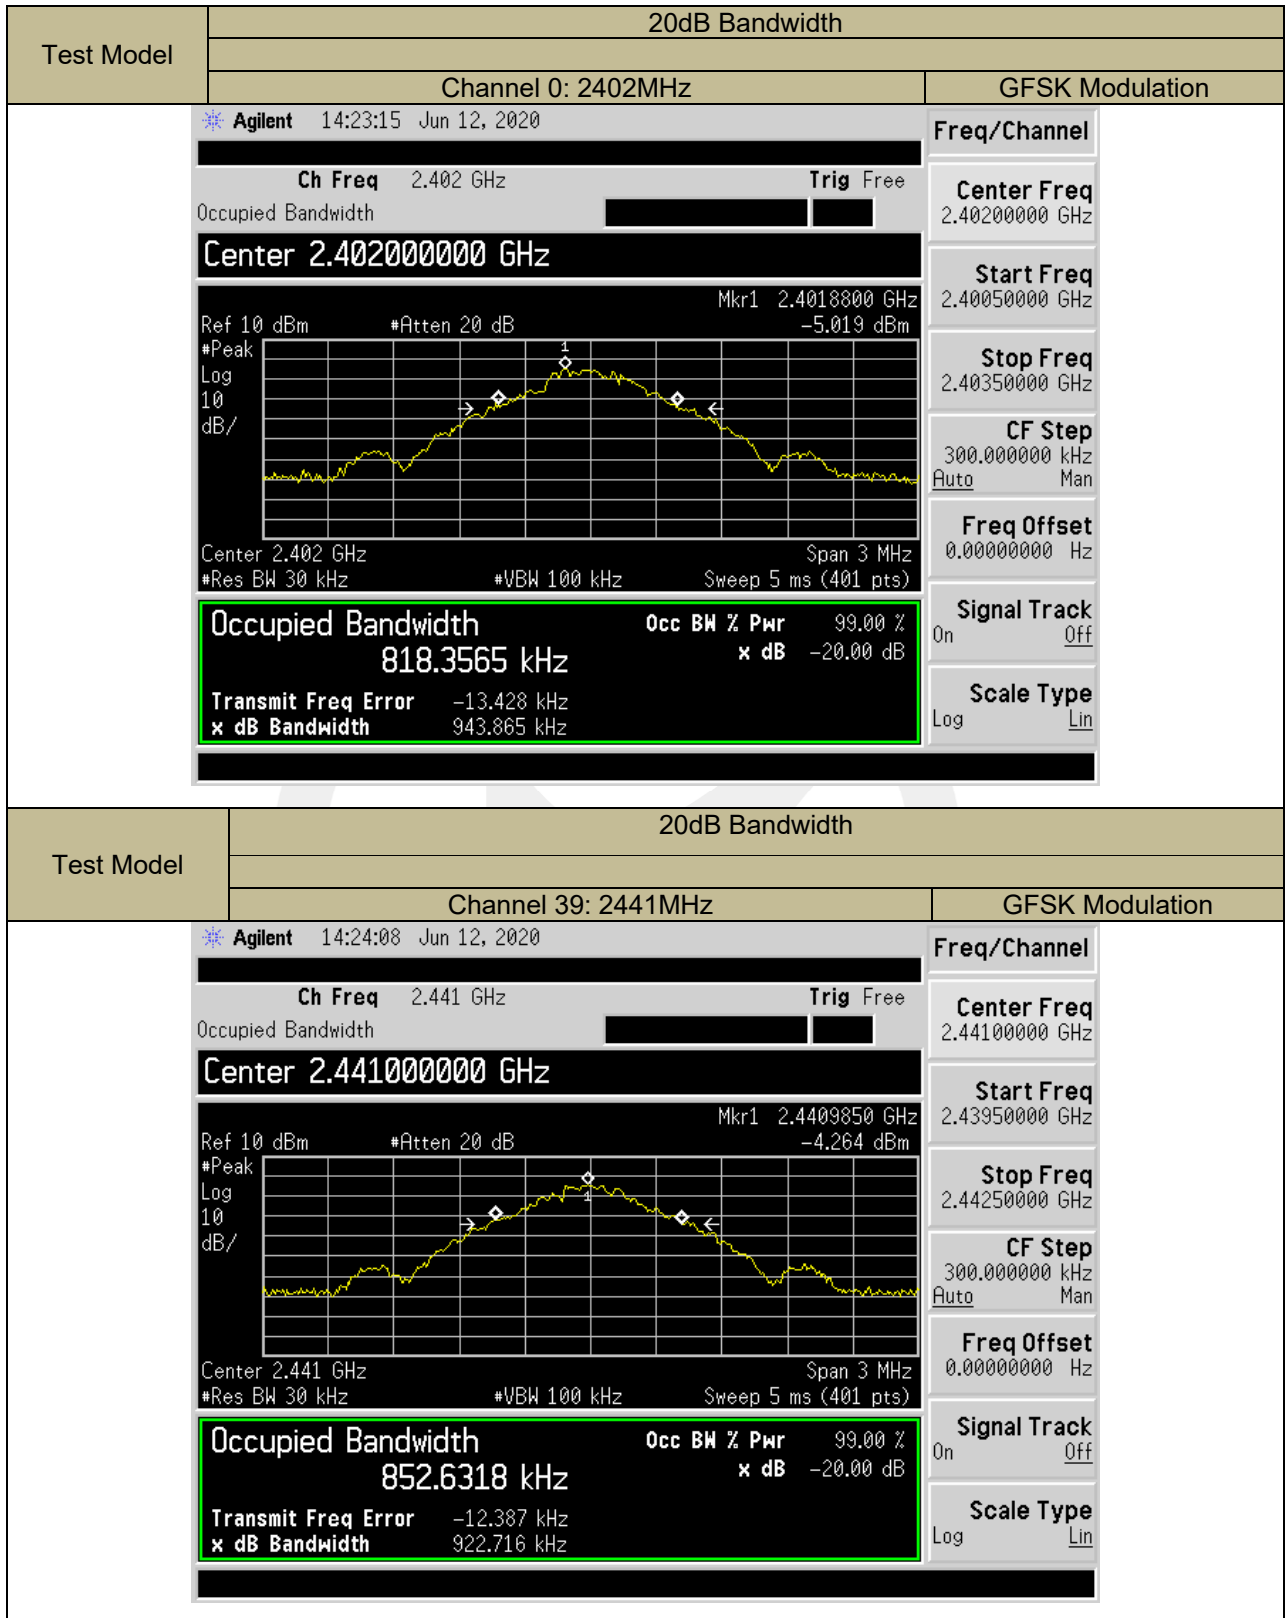 Test Model
20dB Bandwidth
Channel 0: 2402MHz GFSK Modulation
Agilent 14:23:15 Jun 12, 2020
Freq/Channel
Ch Freq 2.402 GHz Trig Free
Occupied Bandwidth
Center 2.402000000 GHz
Mkr1 2.4018800 GHz
Ref 10 dBm #Atten 20 dB -5.019 dBm
#Peak
Log
10
dB/
1
Center 2.402 GHz Span 3 MHz
#Res BW 30 kHz #VBW 100 kHz Sweep 5 ms (401 pts)
Occupied Bandwidth Occ BW % Pwr 99.00 %
818.3565 kHz x dB -20.00 dB
Transmit Freq Error -13.428 kHz
x dB Bandwidth 943.865 kHz
Center Freq
2.40200000 GHz
Start Freq
2.40050000 GHz
Stop Freq
2.40350000 GHz
CF Step
300.000000 kHz
Auto Man
Freq Offset
0.00000000 Hz
Signal Track
On Off
Scale Type
Log Lin
Test Model
20dB Bandwidth
Channel 39: 2441MHz GFSK Modulation
Agilent 14:24:08 Jun 12, 2020
Freq/Channel
Ch Freq 2.441 GHz Trig Free
Occupied Bandwidth
Center 2.441000000 GHz
Mkr1 2.4409850 GHz
Ref 10 dBm #Atten 20 dB -4.264 dBm
#Peak
Log
10
dB/
1
Center 2.441 GHz Span 3 MHz
#Res BW 30 kHz #VBW 100 kHz Sweep 5 ms (401 pts)
Occupied Bandwidth Occ BW % Pwr 99.00 %
852.6318 kHz x dB -20.00 dB
Transmit Freq Error -12.387 kHz
x dB Bandwidth 922.716 kHz
Center Freq
2.44100000 GHz
Start Freq
2.43950000 GHz
Stop Freq
2.44250000 GHz
CF Step
300.000000 kHz
Auto Man
Freq Offset
0.00000000 Hz
Signal Track
On Off
Scale Type
Log Lin